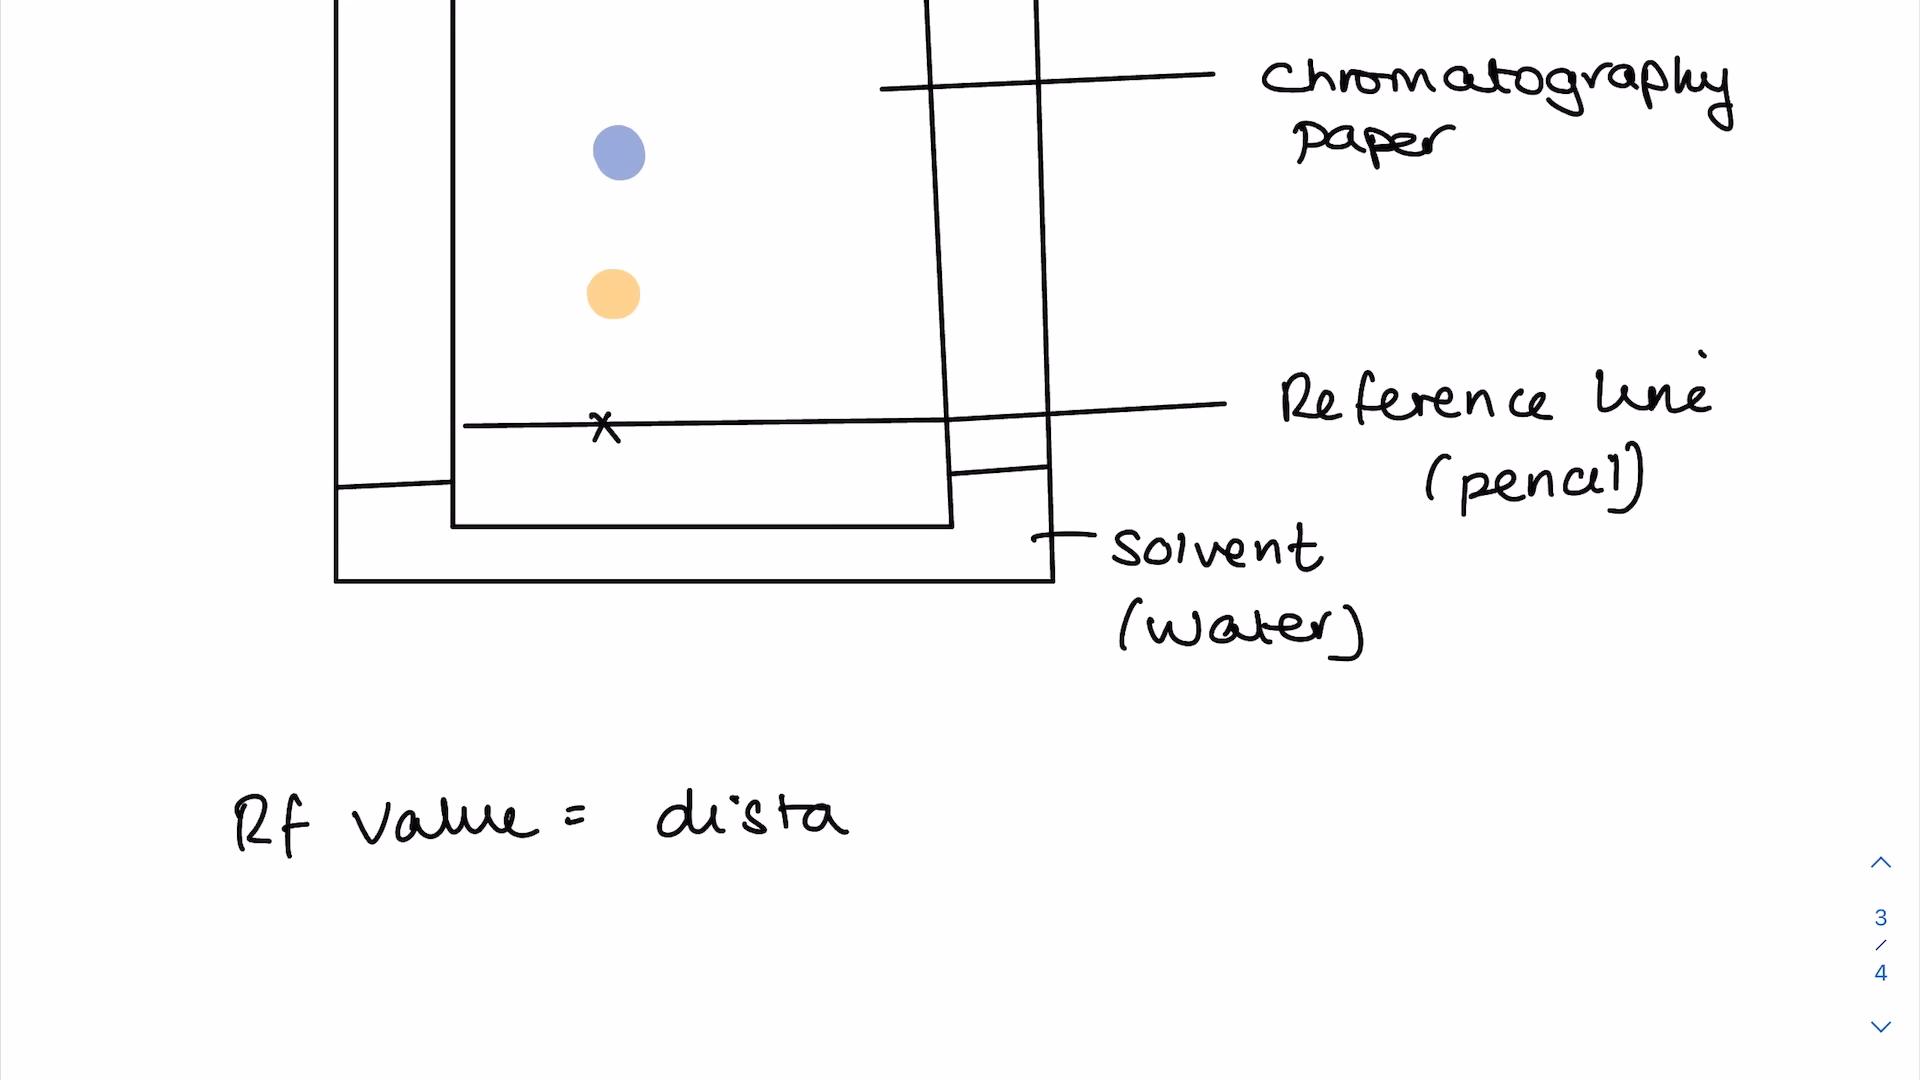 Chromatography
paper
Reference line
(pencil)
Solvent
(water)
Rf value = dista
3
/
4